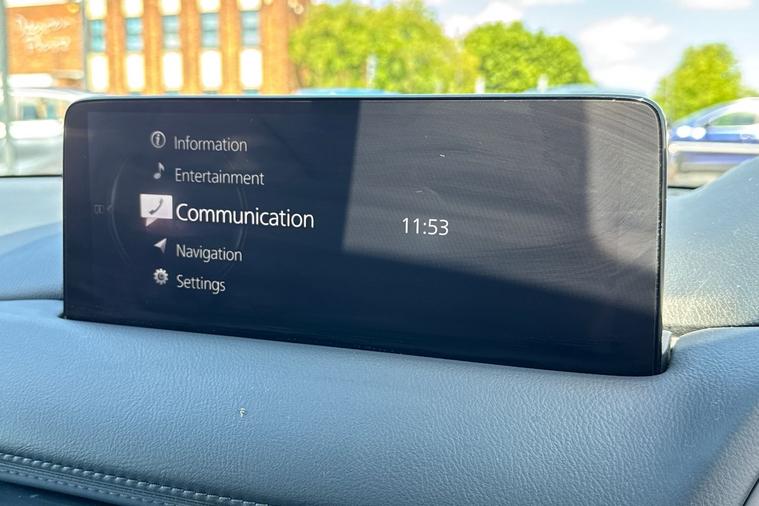 Information
Entertainment
Communication
11:53
Navigation
Settings